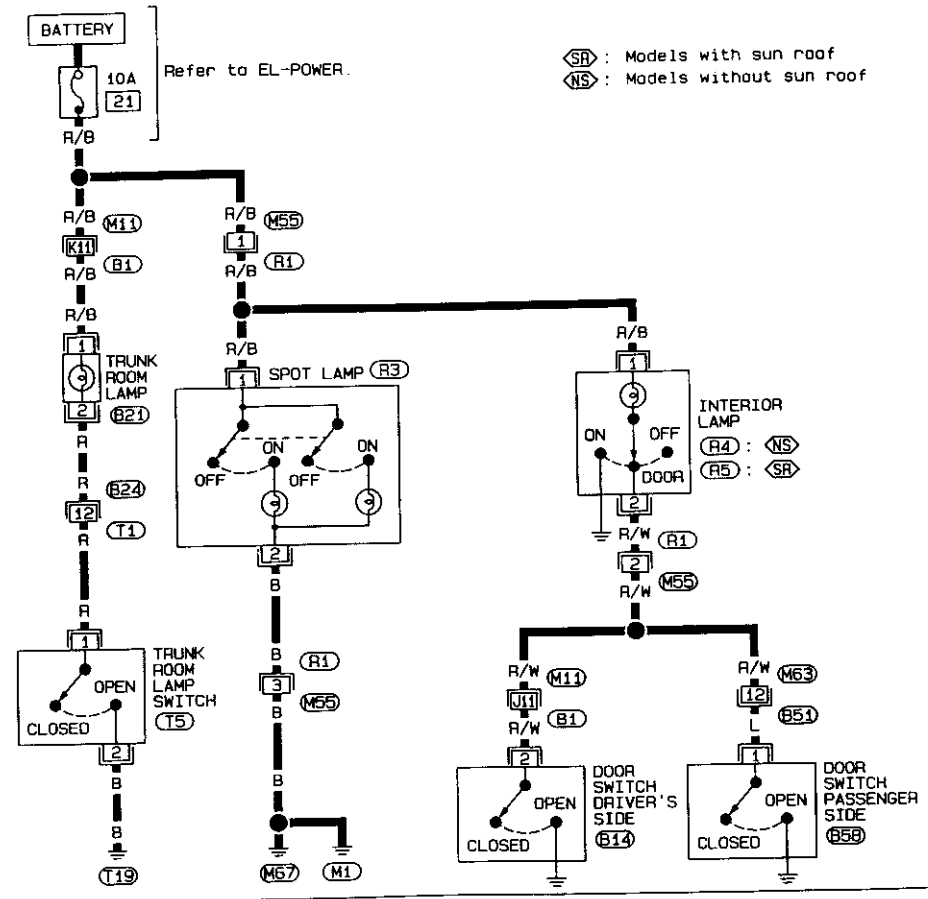 BATTERY
10A
21
Refer to EL-POWER.
SR : Models with sun roof
NS : Models without sun roof
R/B
R/B
M11
K11
B1
R/B
R/B
M55
1
R1
R/B
R/B
1
TRUNK
ROOM
LAMP
2
B21
R
R
B24
12
T1
R
R
1
TRUNK
ROOM
LAMP
SWITCH
T5
OPEN
CLOSED
2
B
B
T19
R/B
1
SPOT LAMP R3
ON
ON
OFF
OFF
2
B
B
R1
3
M55
B
B
M67
M1
R/B
1
INTERIOR
LAMP
R4 : NS
R5 : SR
ON
OFF
DOOR
2
R/W
R1
2
M55
R/W
R/W
M11
J11
B1
R/W
2
DOOR
SWITCH
DRIVER'S
SIDE
B14
OPEN
CLOSED
R/W
M63
12
B51
L
1
DOOR
SWITCH
PASSENGER
SIDE
B58
OPEN
CLOSED